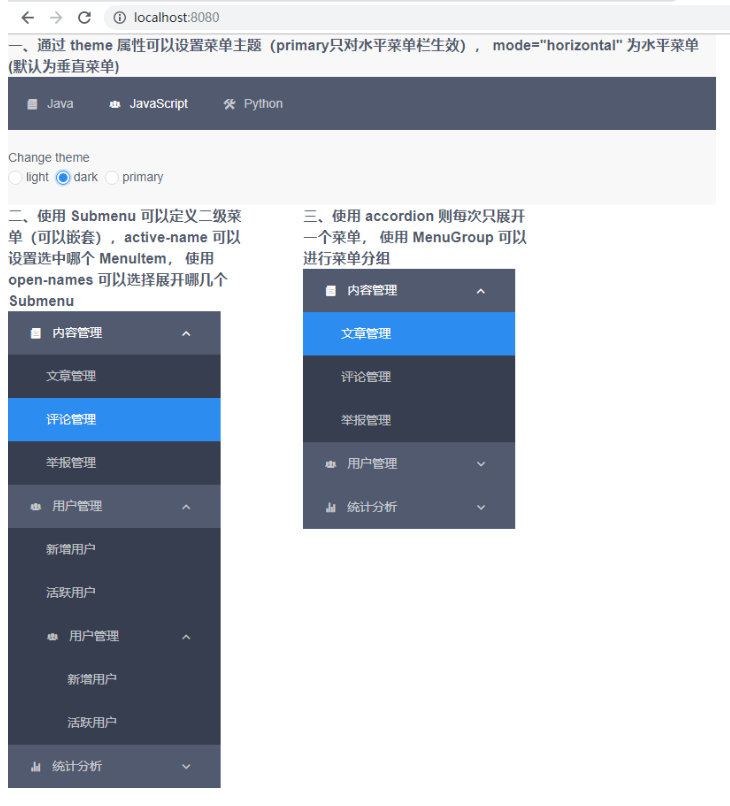 localhost:8080
一、通过 theme 属性可以设置菜单主题（primary只对水平菜单栏生效）， mode="horizontal" 为水平菜单
(默认为垂直菜单)
Java JavaScript Python
Change theme
light dark primary
二、使用 Submenu 可以定义二级菜
单（可以嵌套）, active-name 可以
设置选中哪个 MenuItem， 使用
open-names 可以选择展开哪几个
Submenu
内容管理
文章管理
评论管理
举报管理
用户管理
新增用户
活跃用户
用户管理
新增用户
活跃用户
统计分析
三、使用 accordion 则每次只展开
一个菜单， 使用 MenuGroup 可以
进行菜单分组
内容管理
文章管理
评论管理
举报管理
用户管理
统计分析